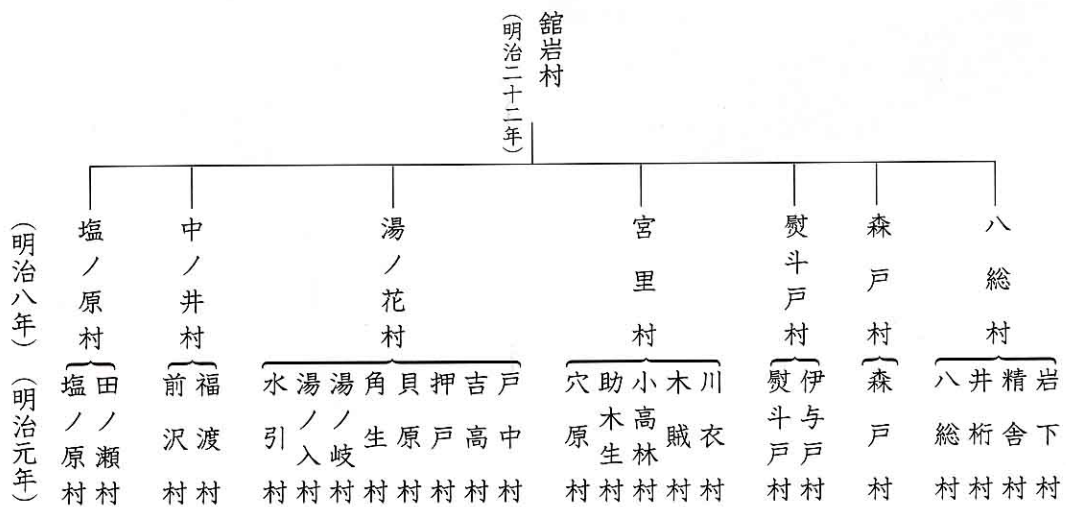 舘岩村
(明治二十二年)
八総村
森戸村
熨斗戸村
宮里村
湯ノ花村
中ノ井村
塩ノ原村
(明治八年)
岩下村
精舎村
井桁村
八総村
森戸村
伊与戸村
熨斗戸村
川衣村
木賊村
小高林村
助木生村
穴原村
戸中村
吉高村
押戸村
貝原村
角生村
湯ノ岐村
湯ノ入村
水引村
福渡村
前沢村
田ノ瀬村
塩ノ原村
(明治元年)